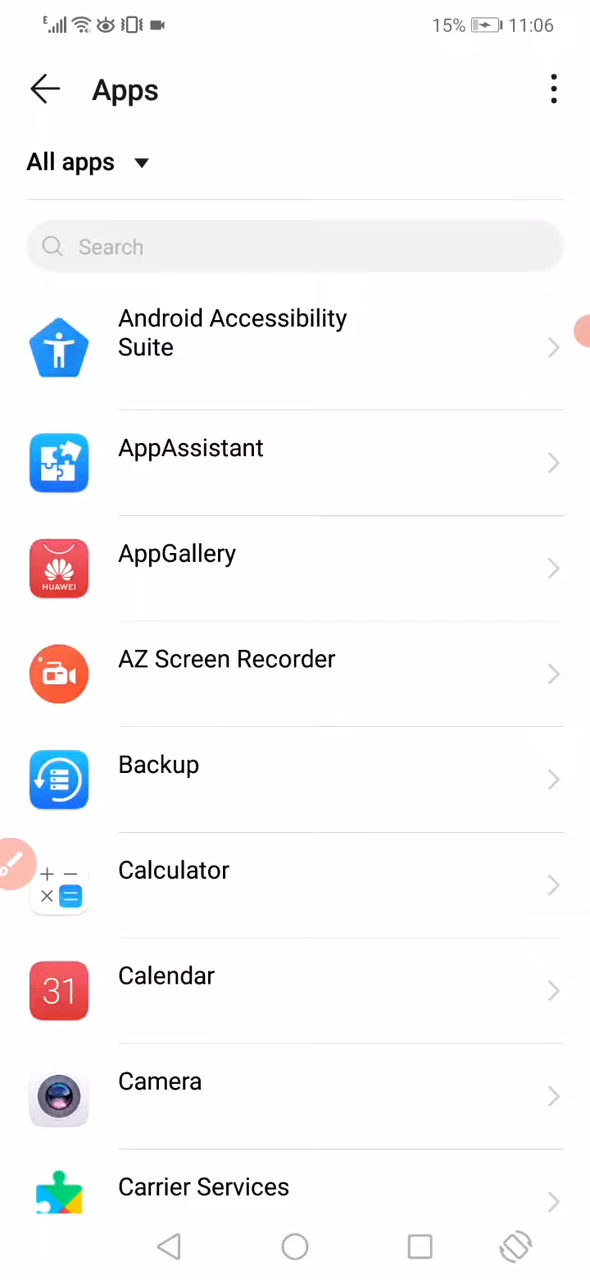 E 15% 11:06
Apps
All apps
Search
Android Accessibility
Suite
AppAssistant
HUAWEI
AppGallery
AZ Screen Recorder
Backup
Calculator
31
Calendar
Camera
Carrier Services